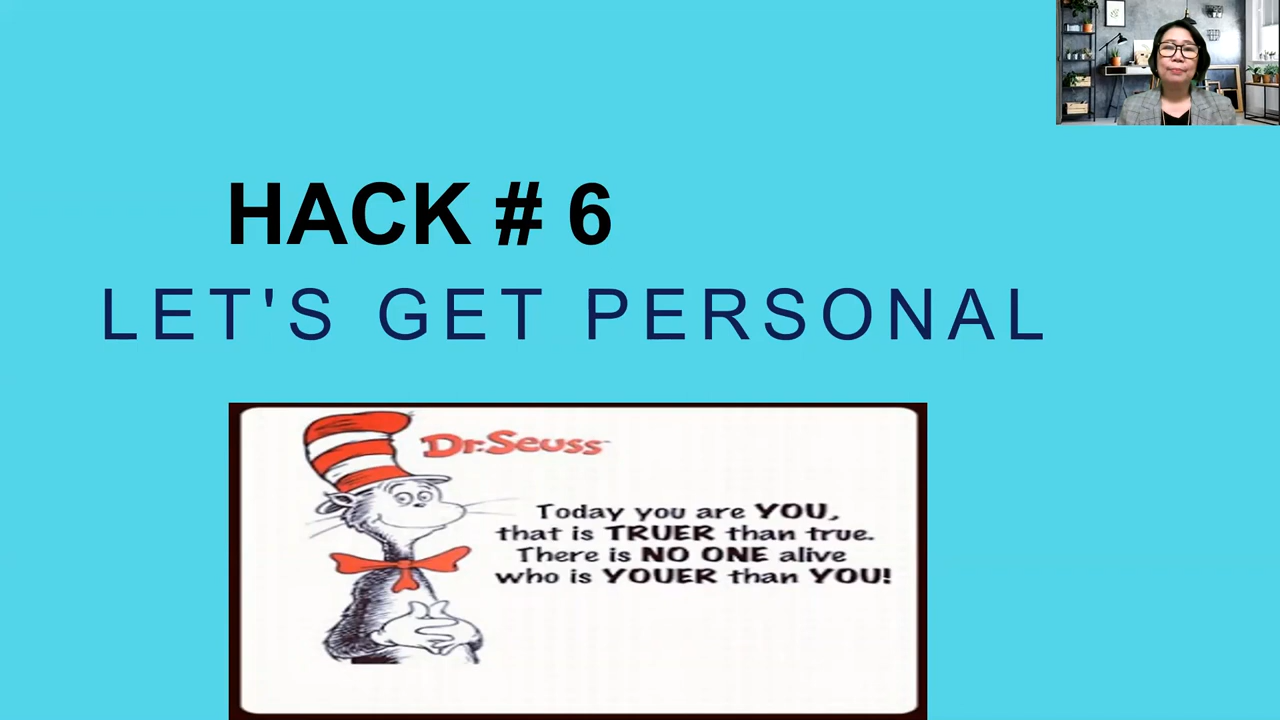 HACK # 6
LET'S GET PERSONAL
Dr. Seuss
Today you are YOU,
that is TRUER than true.
There is NO ONE alive
who is YOUER than YOU!